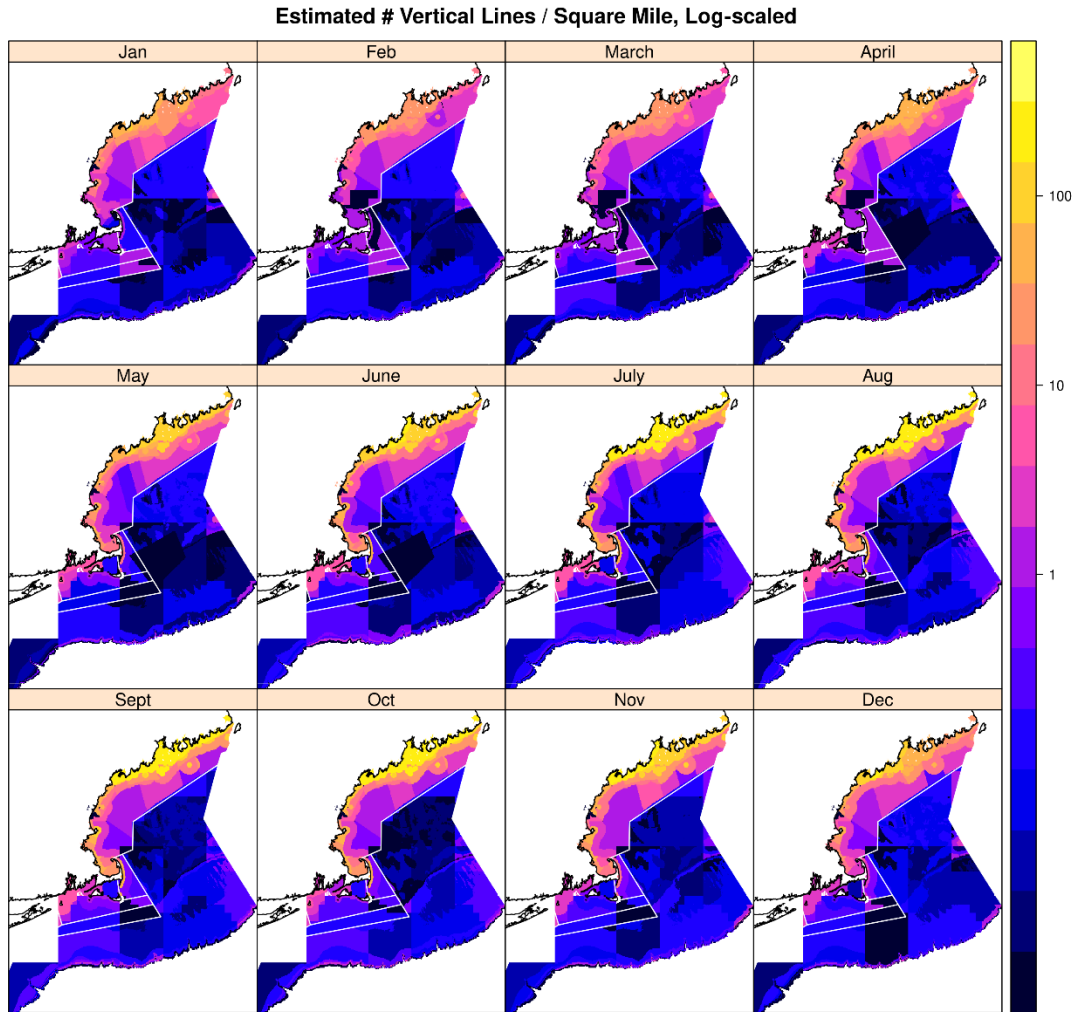 Estimated # Vertical Lines / Square Mile, Log-scaled
Jan
Feb
March
April
May
June
July
Aug
Sept
Oct
Nov
Dec
100
10
1